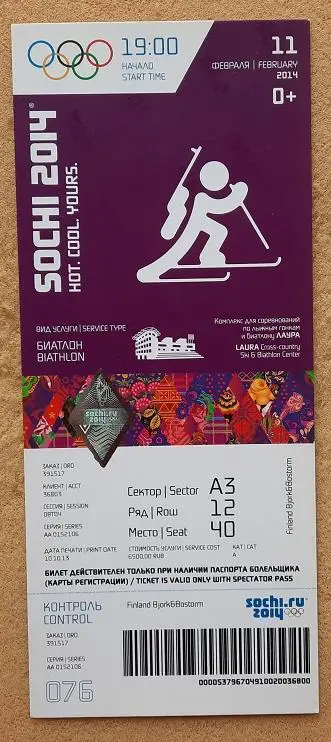 19:00
НАЧАЛО
START TIME
11
ФЕВРАЛЯ | FEBRUARY
2014
0+
SOCHI 2014
HOT. COOL. YOURS.
ВИД УСЛУГИ | SERVICE TYPE
БИАТЛОН
BIATHLON
Комплекс для соревнований
по лыжным гонкам
и биатлону ЛАУРА
LAURA Cross-country
Ski & Biathlon Center
sochi.ru
2014
ЗАКАЗ | ORD
391517
КЛИЕНТ | ACCT
36803
СЕССИЯ | SESSION
OBT04
СЕРИЯ | SERIES
AA 0152106
ДАТА ПЕЧАТИ | PRINT DATE
10.10.13
Сектор | Sector A3
Ряд | Row 12
Место | Seat 40
СТОИМОСТЬ УСЛУГИ | SERVICE COST
6500.00 RUB
КАТ | CAT
A
Finland Bjork&Bostorm
БИЛЕТ ДЕЙСТВИТЕЛЕН ТОЛЬКО ПРИ НАЛИЧИИ ПАСПОРТА БОЛЕЛЬЩИКА
(КАРТЫ РЕГИСТРАЦИИ) / TICKET IS VALID ONLY WITH SPECTATOR PASS
КОНТРОЛЬ
CONTROL
Finland Bjork&Bostorm
sochi.ru
2014
ЗАКАЗ | ORD
391517
СЕРИЯ | SERIES
AA 0152106
076
0000537967049100200368​00